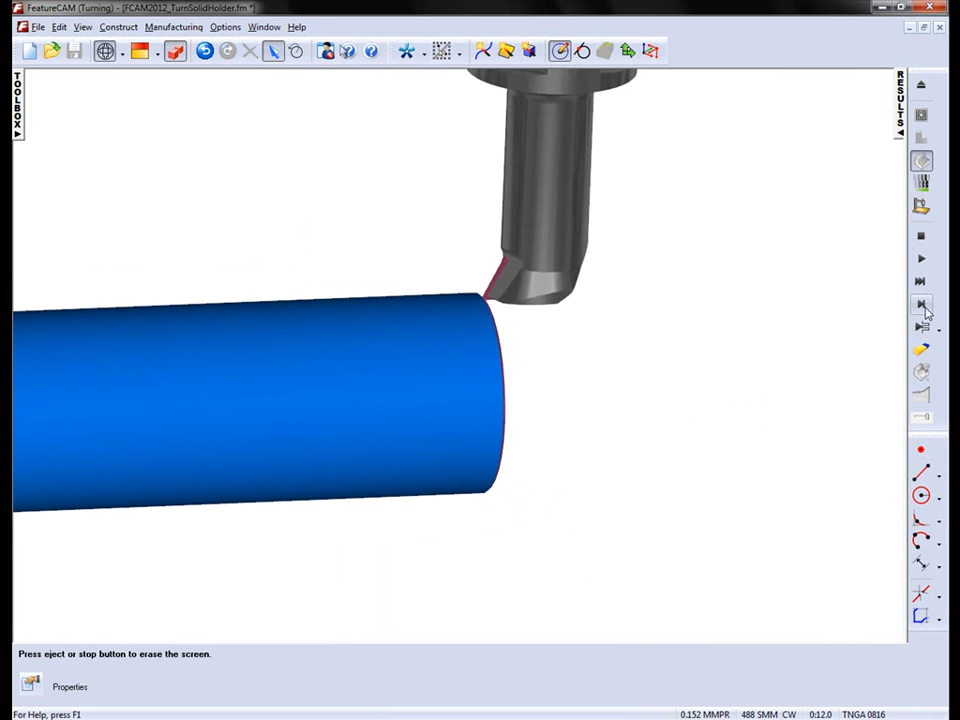 FeatureCAM (Turning) - [FCAM2012_TurnSolidHolder.fm *]
File Edit View Construct Manufacturing Options Window Help
TOOLBOX
RESULTS
Press eject or stop button to erase the screen.
Properties
For Help, press F1
0.152 MMPR 488 SMM CW 0:12.0 TNGA 0816